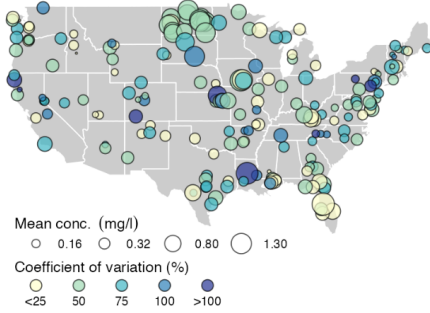 Mean conc. (mg/l)
0.16 0.32 0.80 1.30
Coefficient of variation (%)
<25 50 75 100 >100